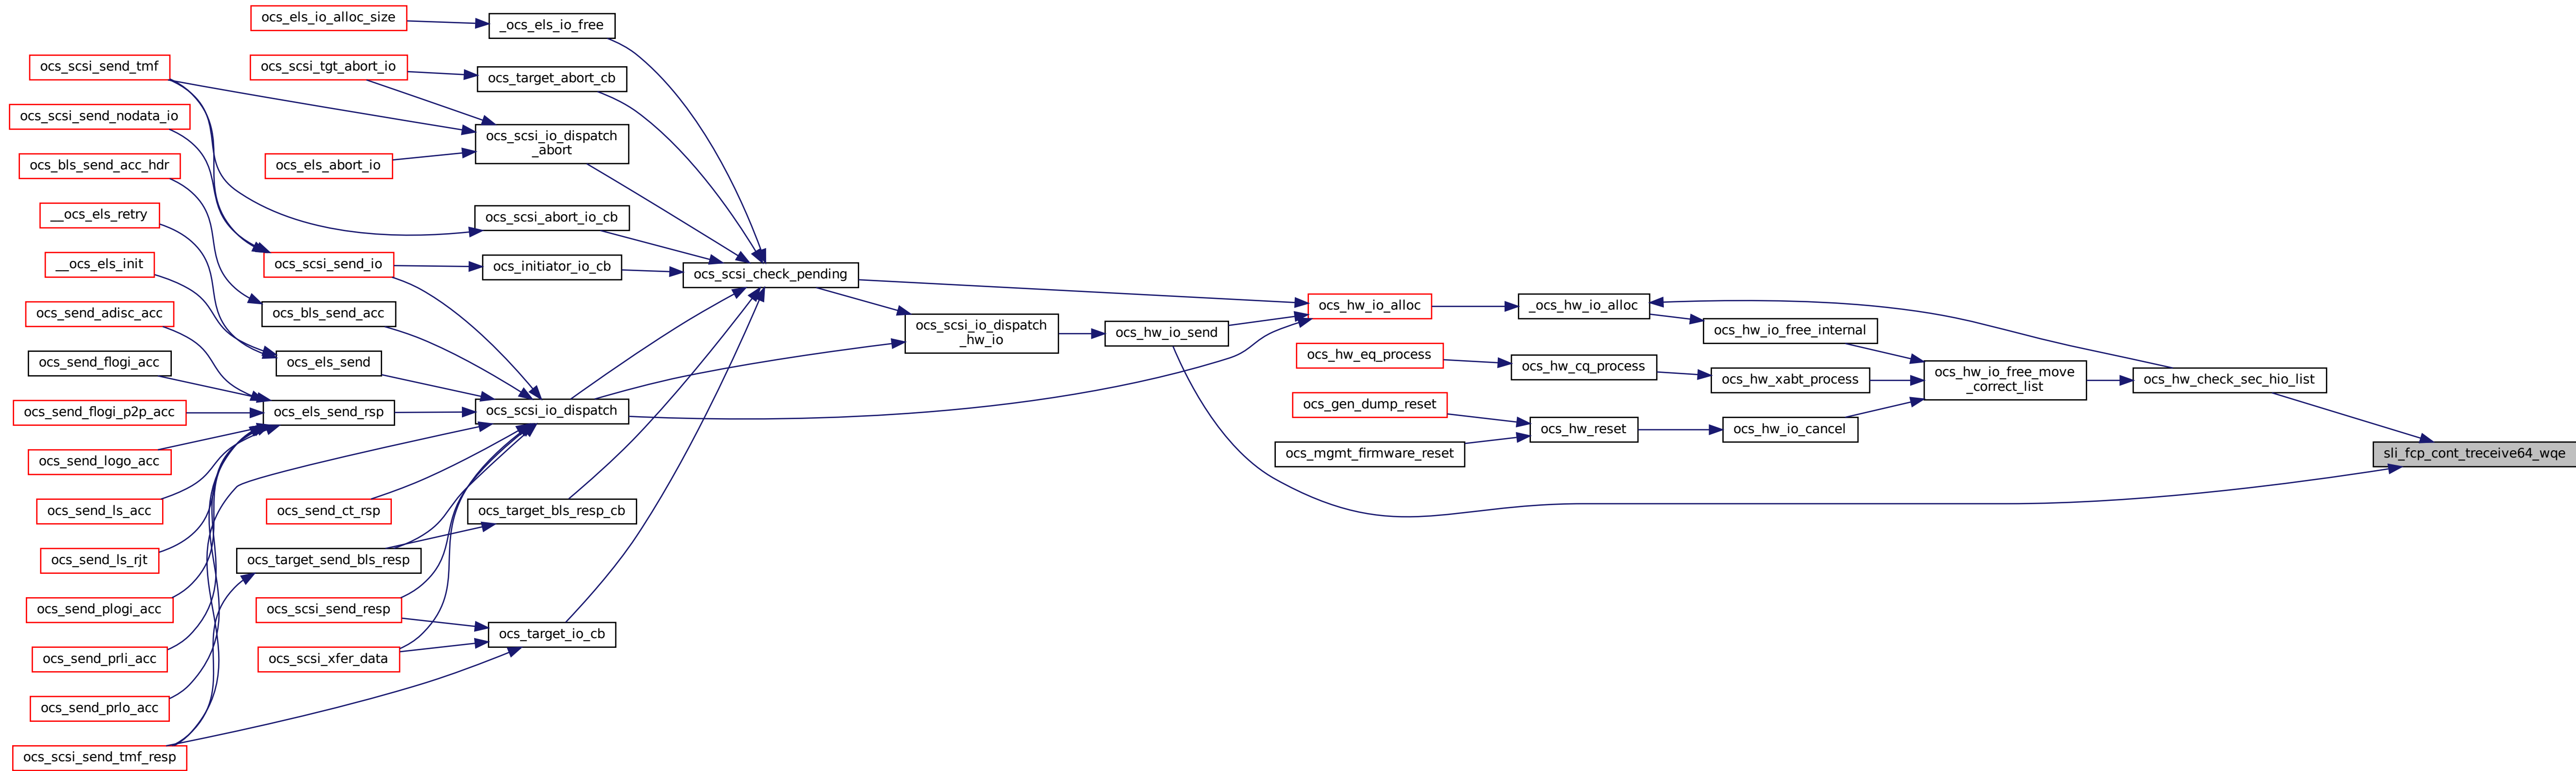 ocs_els_io_alloc_size
_ocs_els_io_free
ocs_scsi_send_tmf
ocs_scsi_tgt_abort_io
ocs_target_abort_cb
ocs_scsi_send_nodata_io
ocs_scsi_io_dispatch
_abort
ocs_bls_send_acc_hdr
ocs_els_abort_io
__ocs_els_retry
ocs_scsi_abort_io_cb
__ocs_els_init
ocs_scsi_send_io
ocs_initiator_io_cb
ocs_scsi_check_pending
ocs_send_adisc_acc
ocs_bls_send_acc
ocs_scsi_io_dispatch
_hw_io
ocs_hw_io_send
ocs_hw_io_alloc
_ocs_hw_io_alloc
ocs_hw_io_free_internal
ocs_send_flogi_acc
ocs_els_send
ocs_hw_eq_process
ocs_hw_cq_process
ocs_hw_xabt_process
ocs_hw_io_free_move
_correct_list
ocs_hw_check_sec_hio_list
ocs_send_flogi_p2p_acc
ocs_els_send_rsp
ocs_scsi_io_dispatch
ocs_gen_dump_reset
ocs_hw_reset
ocs_hw_io_cancel
ocs_mgmt_firmware_reset
sli_fcp_cont_treceive64_wqe
ocs_send_logo_acc
ocs_send_ls_acc
ocs_send_ct_rsp
ocs_target_bls_resp_cb
ocs_send_ls_rjt
ocs_target_send_bls_resp
ocs_send_plogi_acc
ocs_scsi_send_resp
ocs_target_io_cb
ocs_send_prli_acc
ocs_scsi_xfer_data
ocs_send_prlo_acc
ocs_scsi_send_tmf_resp